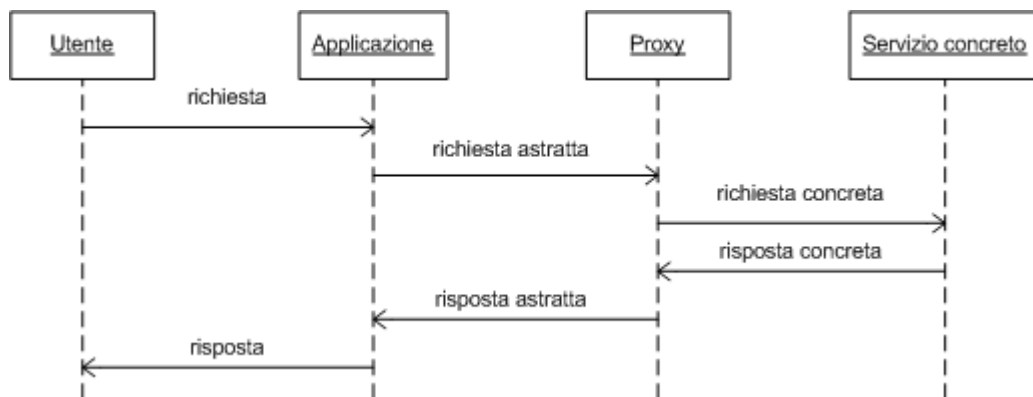 Utente
Applicazione
Proxy
Servizio concreto
richiesta
richiesta astratta
richiesta concreta
risposta concreta
risposta astratta
risposta